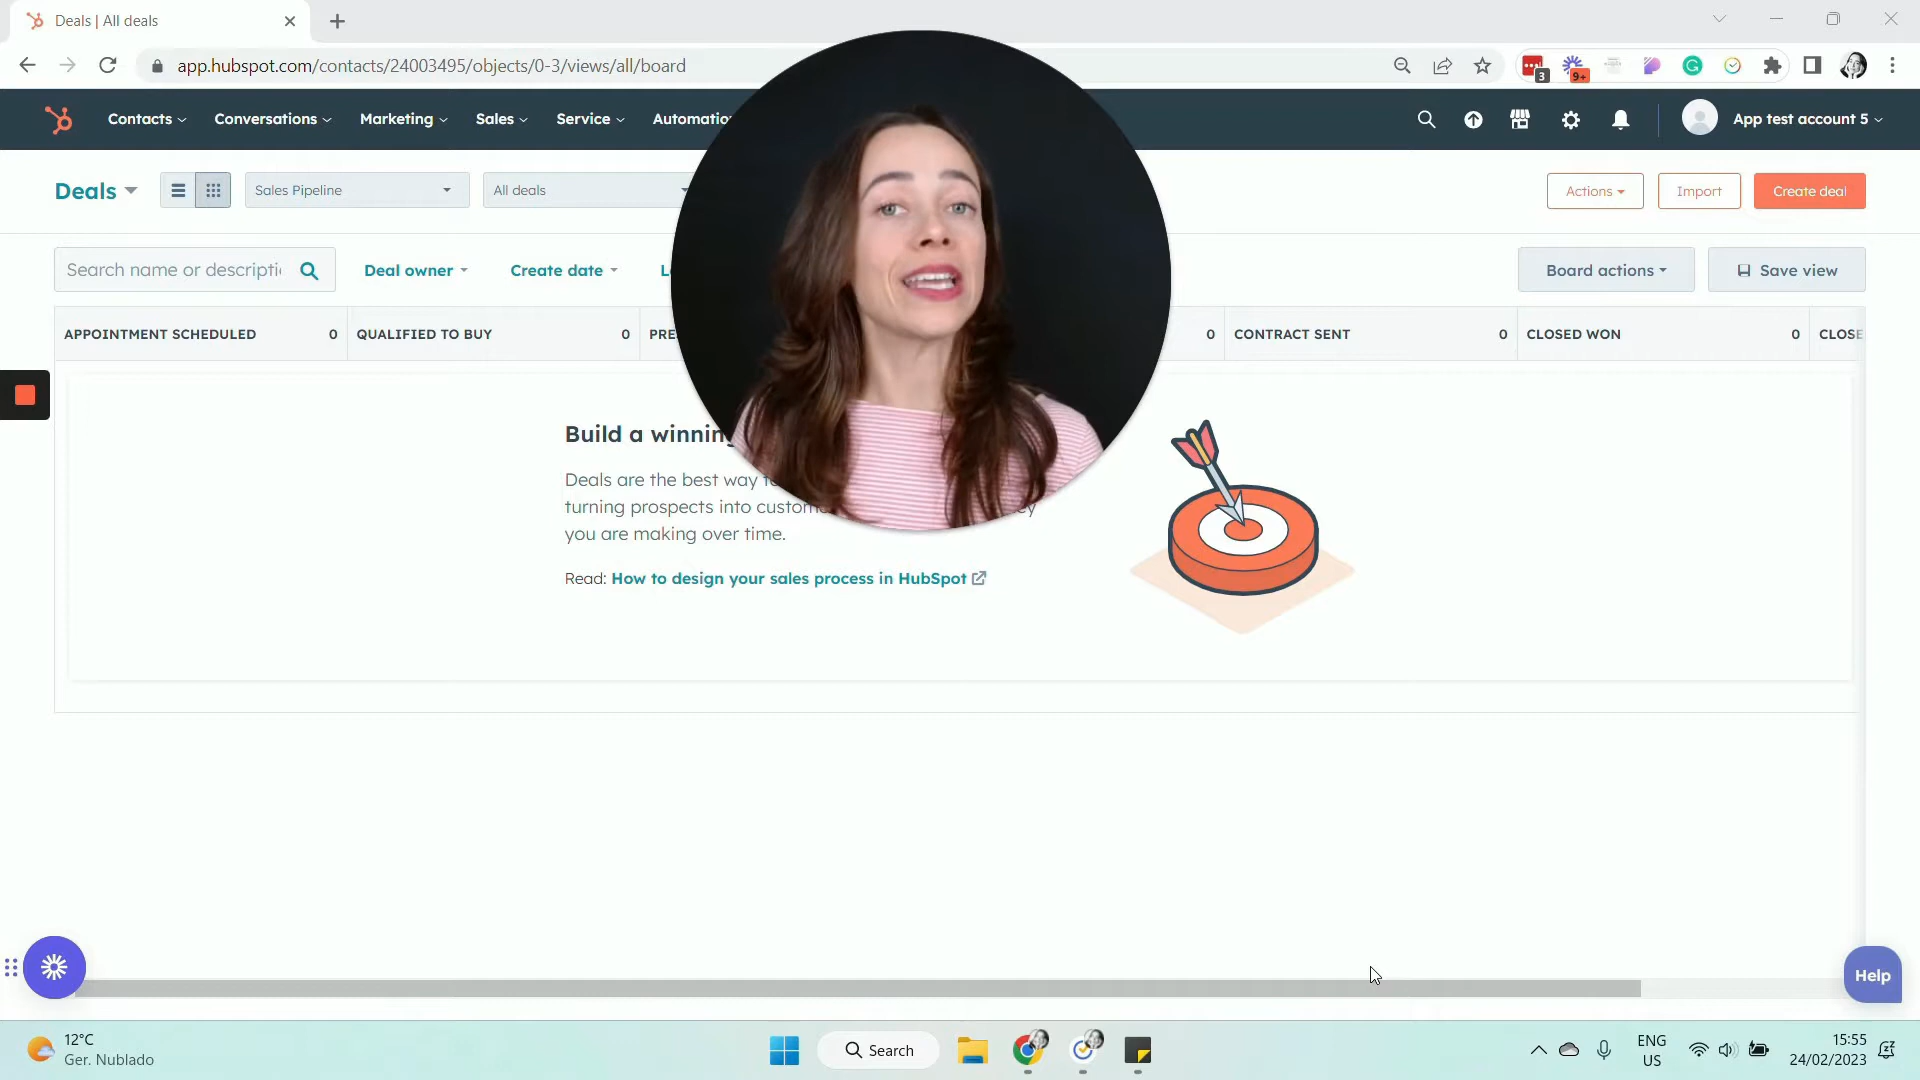 Deals | All deals
app.hubspot.com/contacts/24003495/objects/0-3/views/all/board
3
9+
Contacts
Conversations
Marketing
Sales
Service
Automatio
App test account 5
Deals
Sales Pipeline
All deals
Actions
Import
Create deal
Search name or descripti
Deal owner
Create date
L
Board actions
Save view
APPOINTMENT SCHEDULED 0
QUALIFIED TO BUY 0
PRE
0
CONTRACT SENT 0
CLOSED WON 0
CLOSE
Build a winning
Deals are the best way t
turning prospects into custom
you are making over time.
Read: How to design your sales process in HubSpot
Help
12°C
Ger. Nublado
Search
ENG
US
15:55
24/02/2023